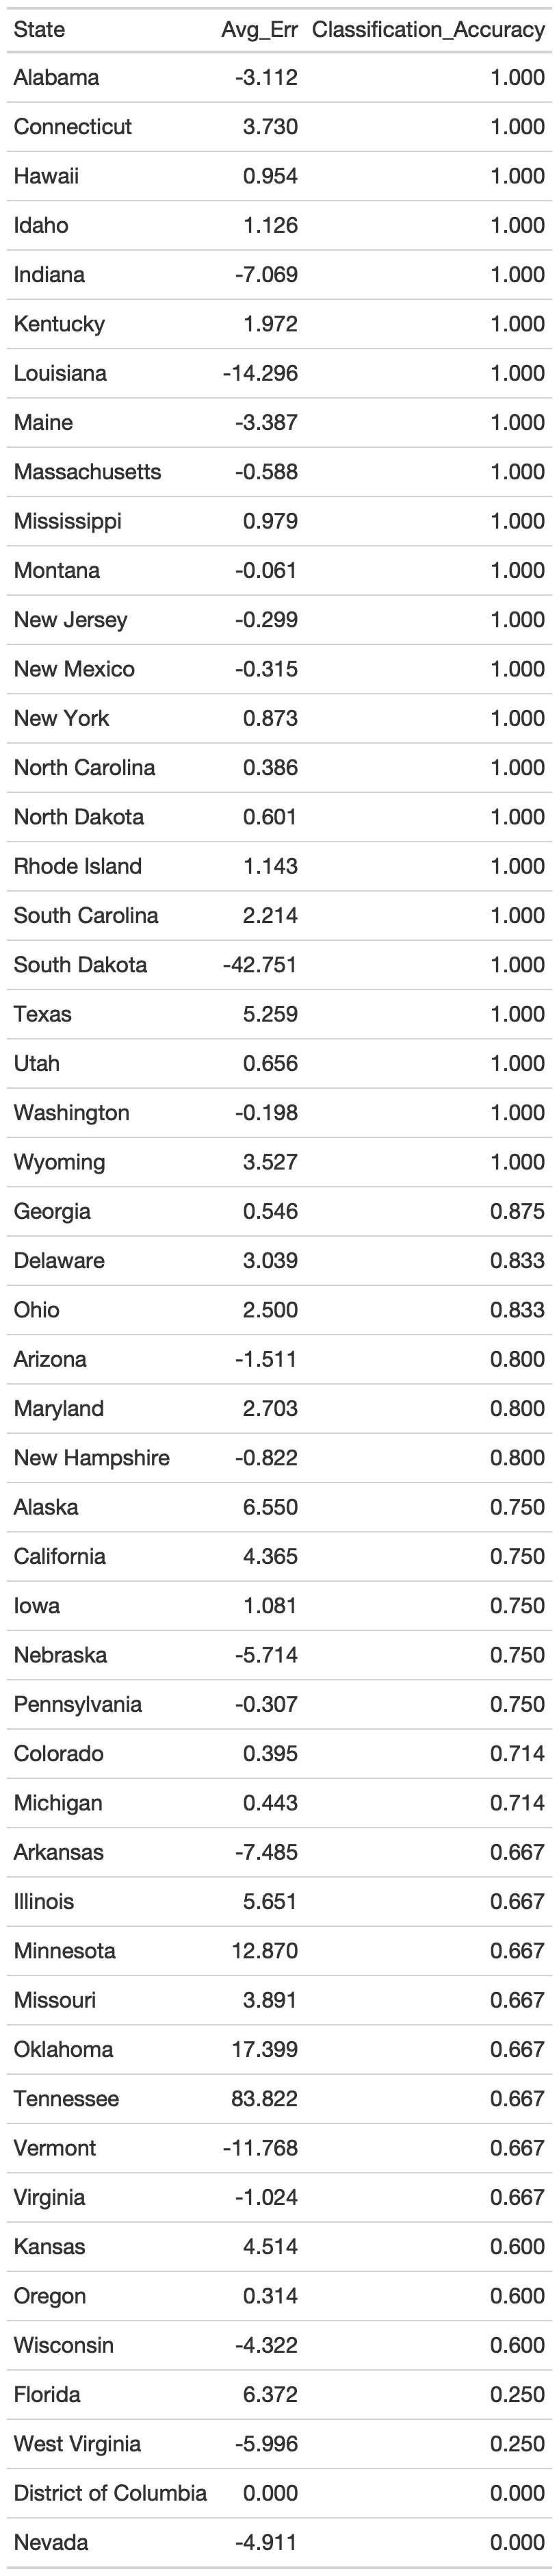 State Avg_Err Classification_Accuracy
Alabama -3.112 1.000
Connecticut 3.730 1.000
Hawaii 0.954 1.000
Idaho 1.126 1.000
Indiana -7.069 1.000
Kentucky 1.972 1.000
Louisiana -14.296 1.000
Maine -3.387 1.000
Massachusetts -0.588 1.000
Mississippi 0.979 1.000
Montana -0.061 1.000
New Jersey -0.299 1.000
New Mexico -0.315 1.000
New York 0.873 1.000
North Carolina 0.386 1.000
North Dakota 0.601 1.000
Rhode Island 1.143 1.000
South Carolina 2.214 1.000
South Dakota -42.751 1.000
Texas 5.259 1.000
Utah 0.656 1.000
Washington -0.198 1.000
Wyoming 3.527 1.000
Georgia 0.546 0.875
Delaware 3.039 0.833
Ohio 2.500 0.833
Arizona -1.511 0.800
Maryland 2.703 0.800
New Hampshire -0.822 0.800
Alaska 6.550 0.750
California 4.365 0.750
Iowa 1.081 0.750
Nebraska -5.714 0.750
Pennsylvania -0.307 0.750
Colorado 0.395 0.714
Michigan 0.443 0.714
Arkansas -7.485 0.667
Illinois 5.651 0.667
Minnesota 12.870 0.667
Missouri 3.891 0.667
Oklahoma 17.399 0.667
Tennessee 83.822 0.667
Vermont -11.768 0.667
Virginia -1.024 0.667
Kansas 4.514 0.600
Oregon 0.314 0.600
Wisconsin -4.322 0.600
Florida 6.372 0.250
West Virginia -5.996 0.250
District of Columbia 0.000 0.000
Nevada -4.911 0.000